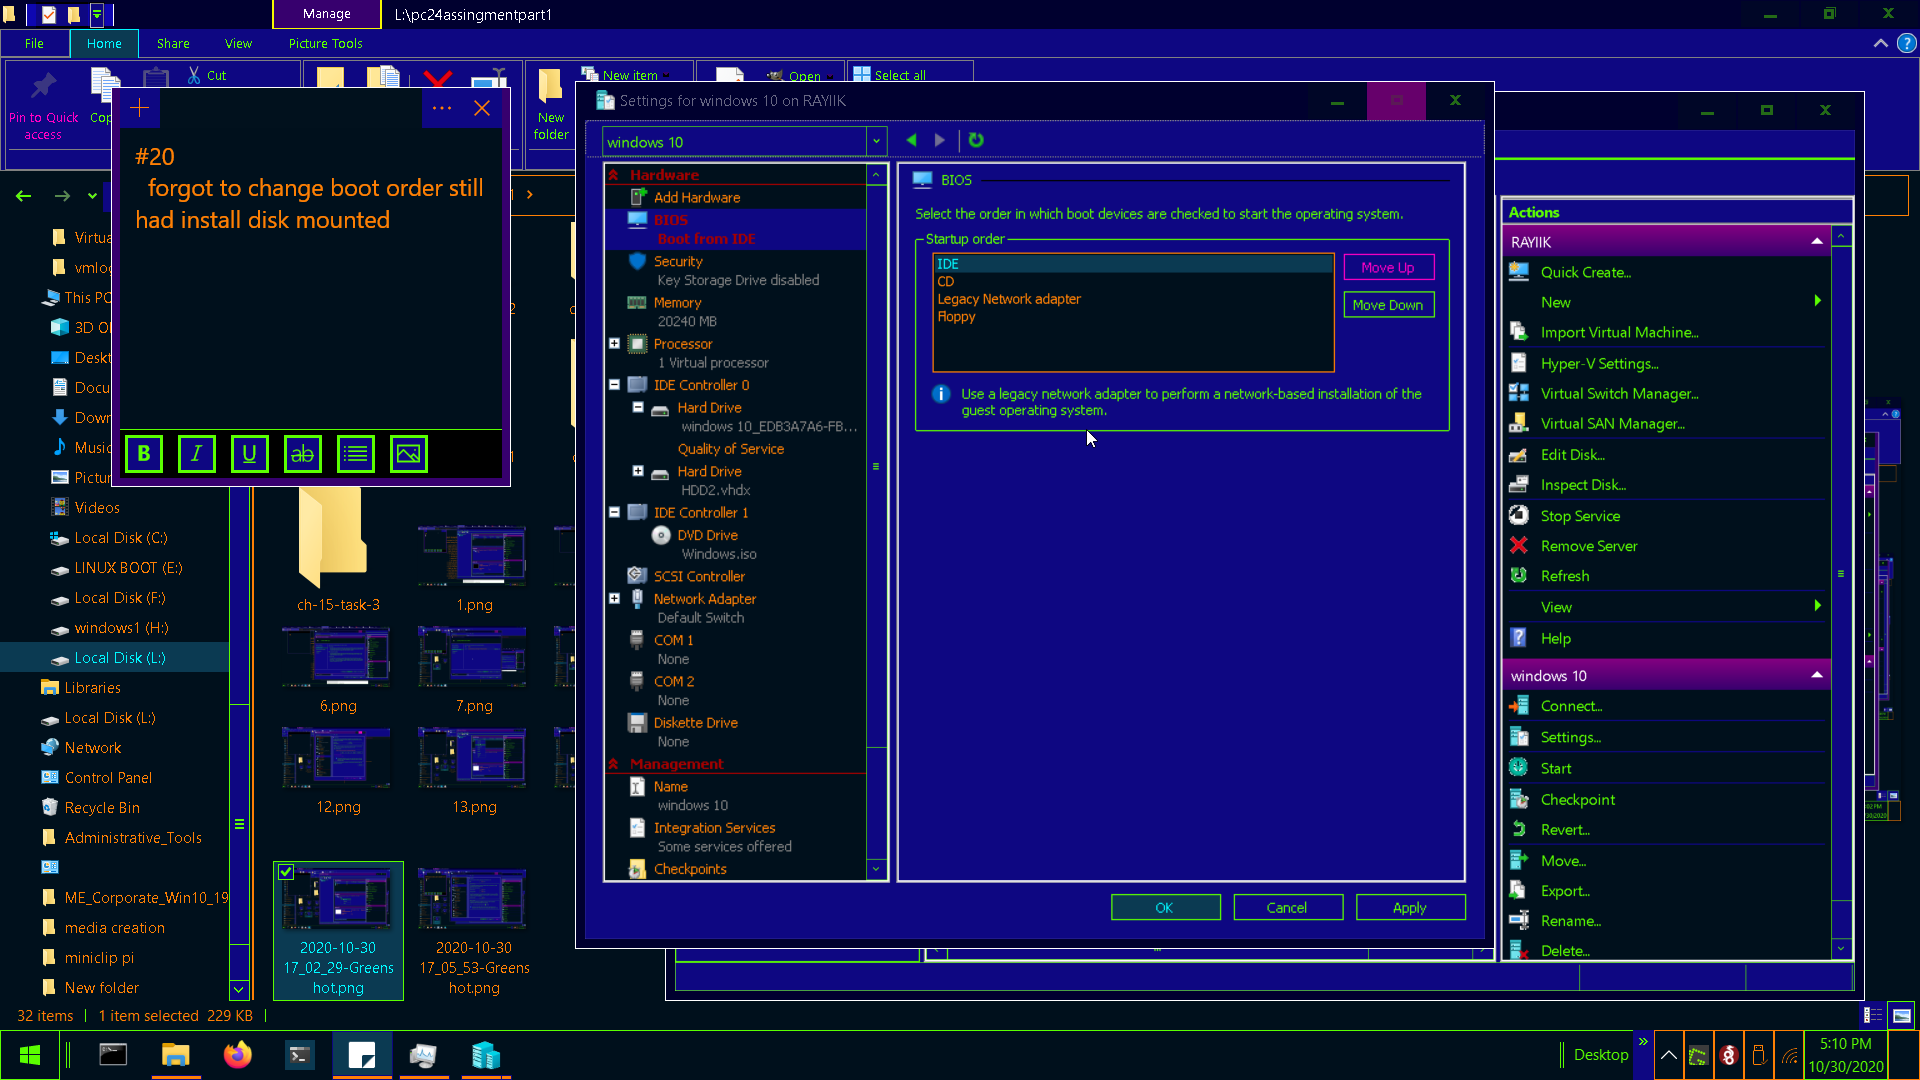 Manage
L:\pc24assingmentpart1
File
Home
Share
View
Picture Tools
Pin to Quick
access
Cut
New
folder
New item
Open
Select all
#20
forgot to change boot order still
had install disk mounted
B
I
U
ab
This PC
Videos
Local Disk (C:)
LINUX BOOT (E:)
Local Disk (F:)
windows1 (H:)
Local Disk (L:)
Libraries
Local Disk (L:)
Network
Control Panel
Recycle Bin
Administrative_Tools
ME_Corporate_Win10_19
media creation
miniclip pi
New folder
ch-15-task-3
1.png
6.png
7.png
12.png
13.png
2020-10-30
17_02_29-Greens
hot.png
2020-10-30
17_05_53-Greens
hot.png
32 items
1 item selected 229 KB
Settings for windows 10 on RAYIIK
windows 10
Hardware
Add Hardware
BIOS
Boot from IDE
Security
Key Storage Drive disabled
Memory
20240 MB
Processor
1 Virtual processor
IDE Controller 0
Hard Drive
windows 10_EDB3A7A6-FB...
Quality of Service
Hard Drive
HDD2.vhdx
IDE Controller 1
DVD Drive
Windows.iso
SCSI Controller
Network Adapter
Default Switch
COM 1
None
COM 2
None
Diskette Drive
None
Management
Name
windows 10
Integration Services
Some services offered
Checkpoints
BIOS
Select the order in which boot devices are checked to start the operating system.
Startup order
IDE
CD
Legacy Network adapter
Floppy
Move Up
Move Down
Use a legacy network adapter to perform a network-based installation of the
guest operating system.
OK
Cancel
Apply
Actions
RAYIIK
Quick Create...
New
Import Virtual Machine...
Hyper-V Settings...
Virtual Switch Manager...
Virtual SAN Manager...
Edit Disk...
Inspect Disk...
Stop Service
Remove Server
Refresh
View
Help
windows 10
Connect...
Settings...
Start
Checkpoint
Revert...
Move...
Export...
Rename...
Delete...
Desktop
5:10 PM
10/30/2020